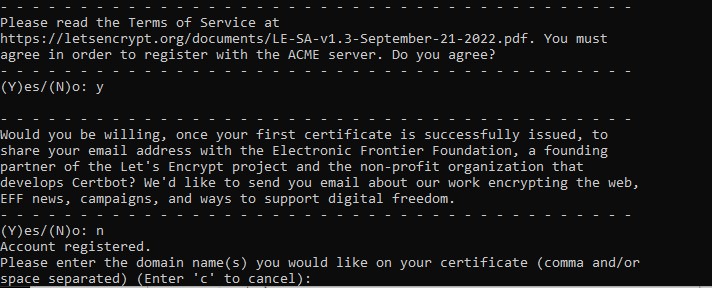 - - - - - - - - - - - - - - - - - - - - - - - - - - - - - - - - - - - - - - - -
Please read the Terms of Service at
https://letsencrypt.org/documents/LE-SA-v1.3-September-21-2022.pdf. You must
agree in order to register with the ACME server. Do you agree?
- - - - - - - - - - - - - - - - - - - - - - - - - - - - - - - - - - - - - - - -
(Y)es/(N)o: y
- - - - - - - - - - - - - - - - - - - - - - - - - - - - - - - - - - - - - - - -
Would you be willing, once your first certificate is successfully issued, to
share your email address with the Electronic Frontier Foundation, a founding
partner of the Let's Encrypt project and the non-profit organization that
develops Certbot? We'd like to send you email about our work encrypting the web,
EFF news, campaigns, and ways to support digital freedom.
- - - - - - - - - - - - - - - - - - - - - - - - - - - - - - - - - - - - - - - -
(Y)es/(N)o: n
Account registered.
Please enter the domain name(s) you would like on your certificate (comma and/or
space separated) (Enter 'c' to cancel):